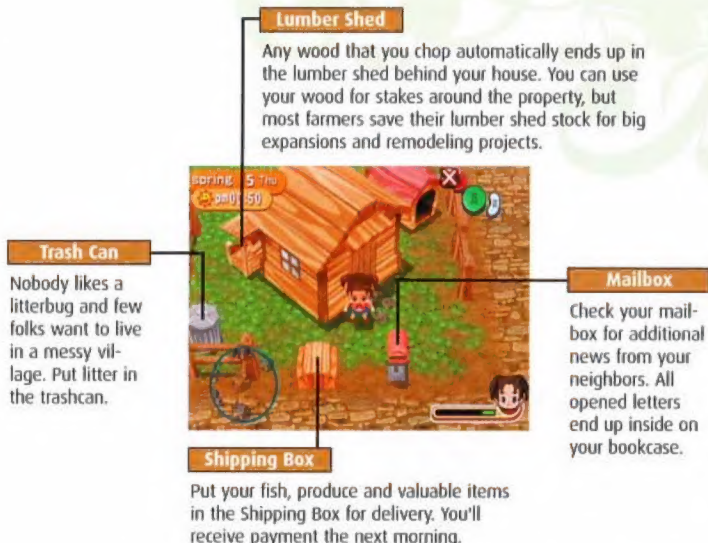 Lumber Shed
Any wood that you chop automatically ends up in
the lumber shed behind your house. You can use
your wood for stakes around the property, but
most farmers save their lumber shed stock for big
expansions and remodeling projects.
spring 5 Thu
Trash Can
Nobody likes a
litterbug and few
folks want to live
in a messy vil-
lage. Put litter in
the trashcan.
Mailbox
Check your mail-
box for additional
news from your
neighbors. All
opened letters
end up inside on
your bookcase.
Shipping Box
Put your fish, produce and valuable items
in the Shipping Box for delivery. You'll
receive payment the next morning.